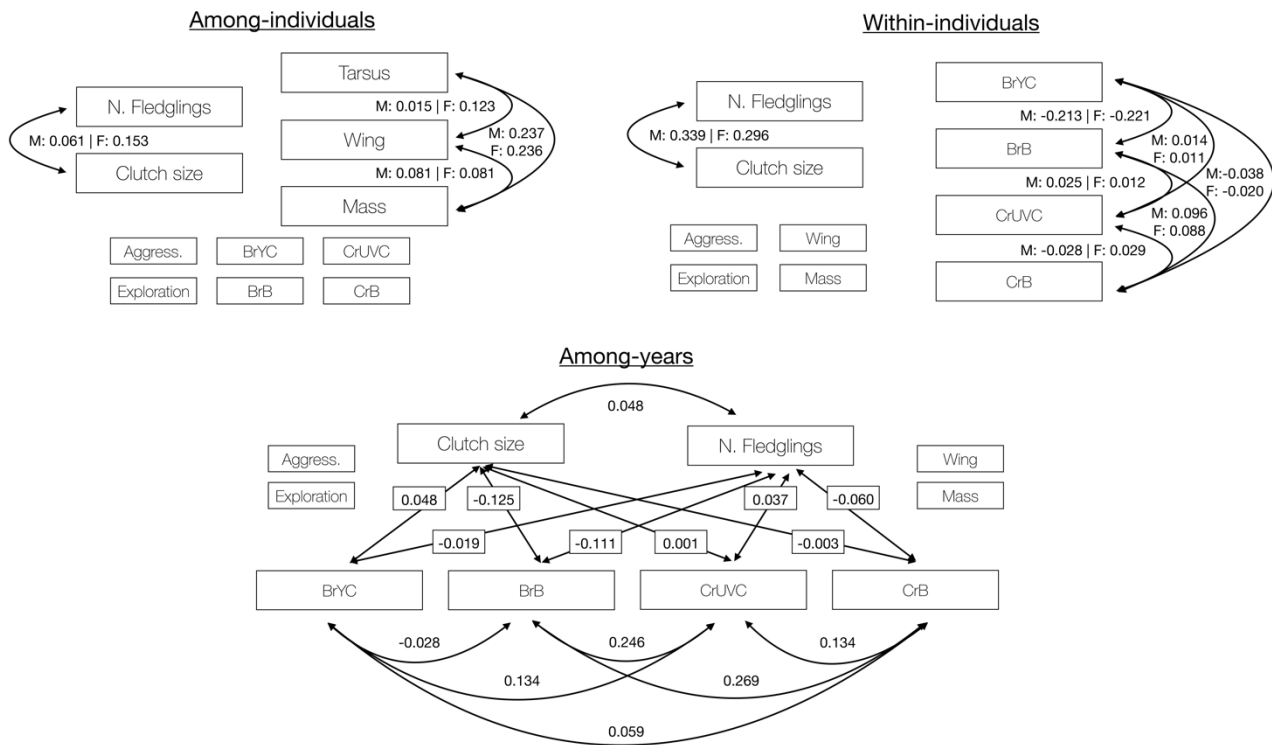 Among-individuals
Tarsus
N. Fledglings
M: 0.015 | F: 0.123
M: 0.061 | F: 0.153
Wing
M: 0.237
F: 0.236
Clutch size
M: 0.081 | F: 0.081
Mass
Aggress.
BrYC
CrUVC
Exploration
BrB
CrB
Within-individuals
BrYC
N. Fledglings
M: -0.213 | F: -0.221
M: 0.339 | F: 0.296
BrB
M: 0.014
F: 0.011
M:-0.038
F: -0.020
Clutch size
M: 0.025 | F: 0.012
CrUVC
M: 0.096
F: 0.088
Aggress.
Wing
M: -0.028 | F: 0.029
Exploration
Mass
CrB
Among-years
0.048
Clutch size
N. Fledglings
Aggress.
Wing
Exploration
Mass
0.048
-0.125
0.037
-0.060
-0.019
-0.111
0.001
-0.003
BrYC
BrB
CrUVC
CrB
-0.028
0.246
0.134
0.134
0.269
0.059